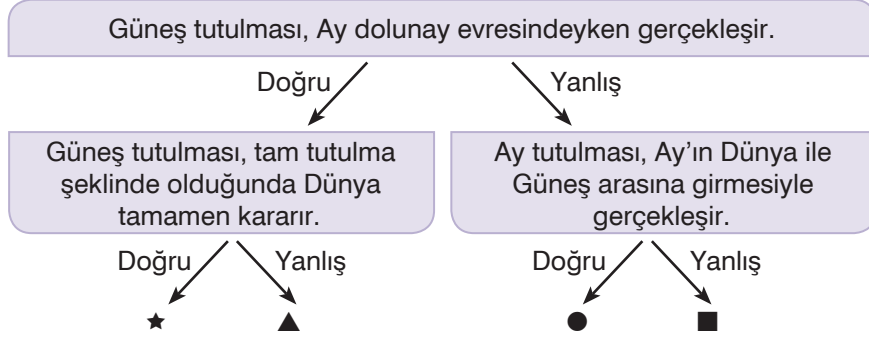 Güneş tutulması, Ay dolunay evresindeyken gerçekleşir.
Doğru
Yanlış
Güneş tutulması, tam tutulma
şeklinde olduğunda Dünya
tamamen kararır.
Ay tutulması, Ay’ın Dünya ile
Güneş arasına girmesiyle
gerçekleşir.
Doğru
Yanlış
Doğru
Yanlış